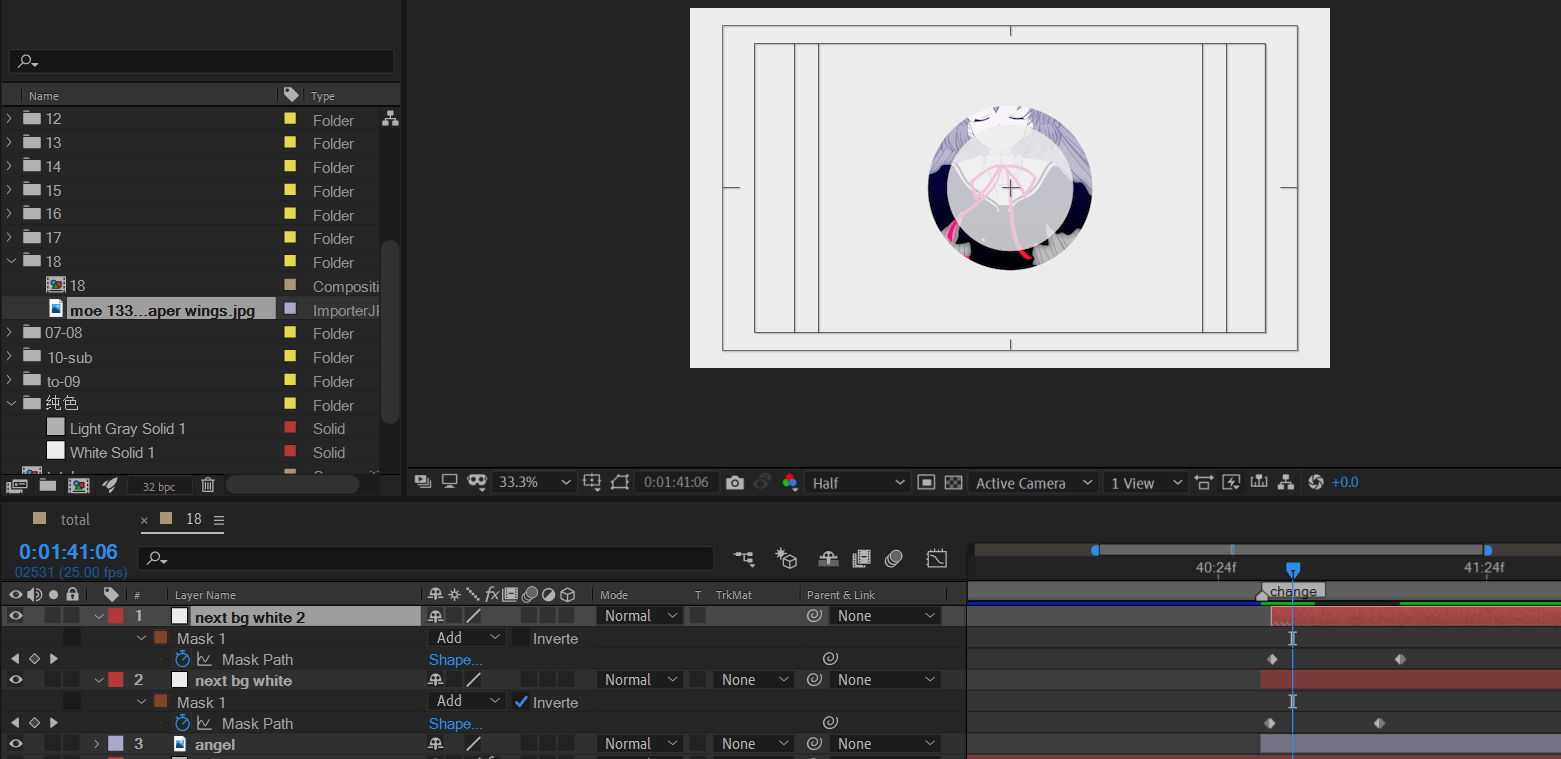 Name Type
12 Folder
13 Folder
14 Folder
15 Folder
16 Folder
17 Folder
18 Folder
18 Compositi
moe 133...aper wings.jpg ImporterJP
07-08 Folder
10-sub Folder
to-09 Folder
纯色 Folder
Light Gray Solid 1 Solid
White Solid 1 Solid
32 bpc
33.3% 0:01:41:06 Half Active Camera 1 View +0.0
total × 18
0:01:41:06
02531 (25.00 fps)
40:24f 41:24f
# Layer Name fx Mode T TrkMat Parent & Link
change
1 next bg white 2 Normal None
Mask 1 Add Inverte
Mask Path Shape...
2 next bg white Normal None None
Mask 1 Add Inverte
Mask Path Shape...
3 angel Normal None None